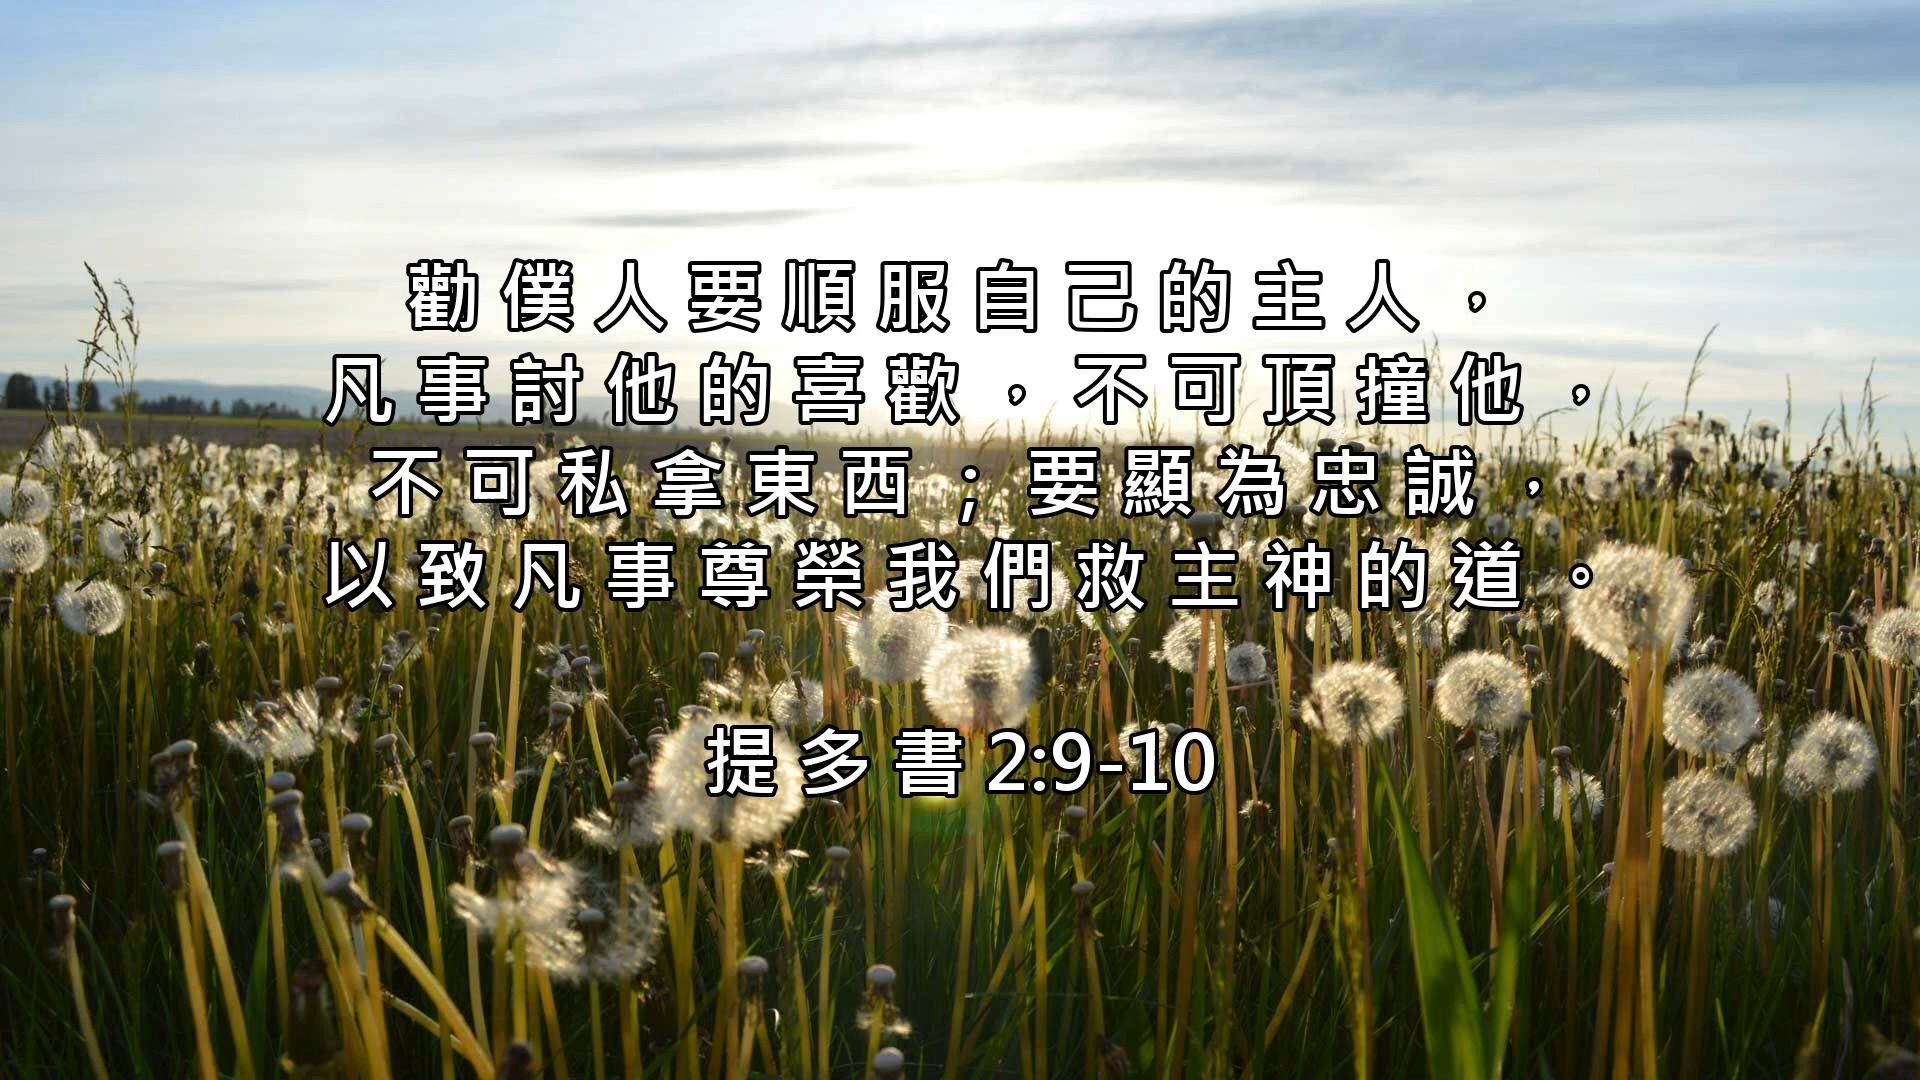 勸僕人要順服自己的主人，
凡事討他的喜歡，不可頂撞他，
不可私拿東西；要顯為忠誠，
以致凡事尊榮我們救主神的道。
提多書 2:9-10